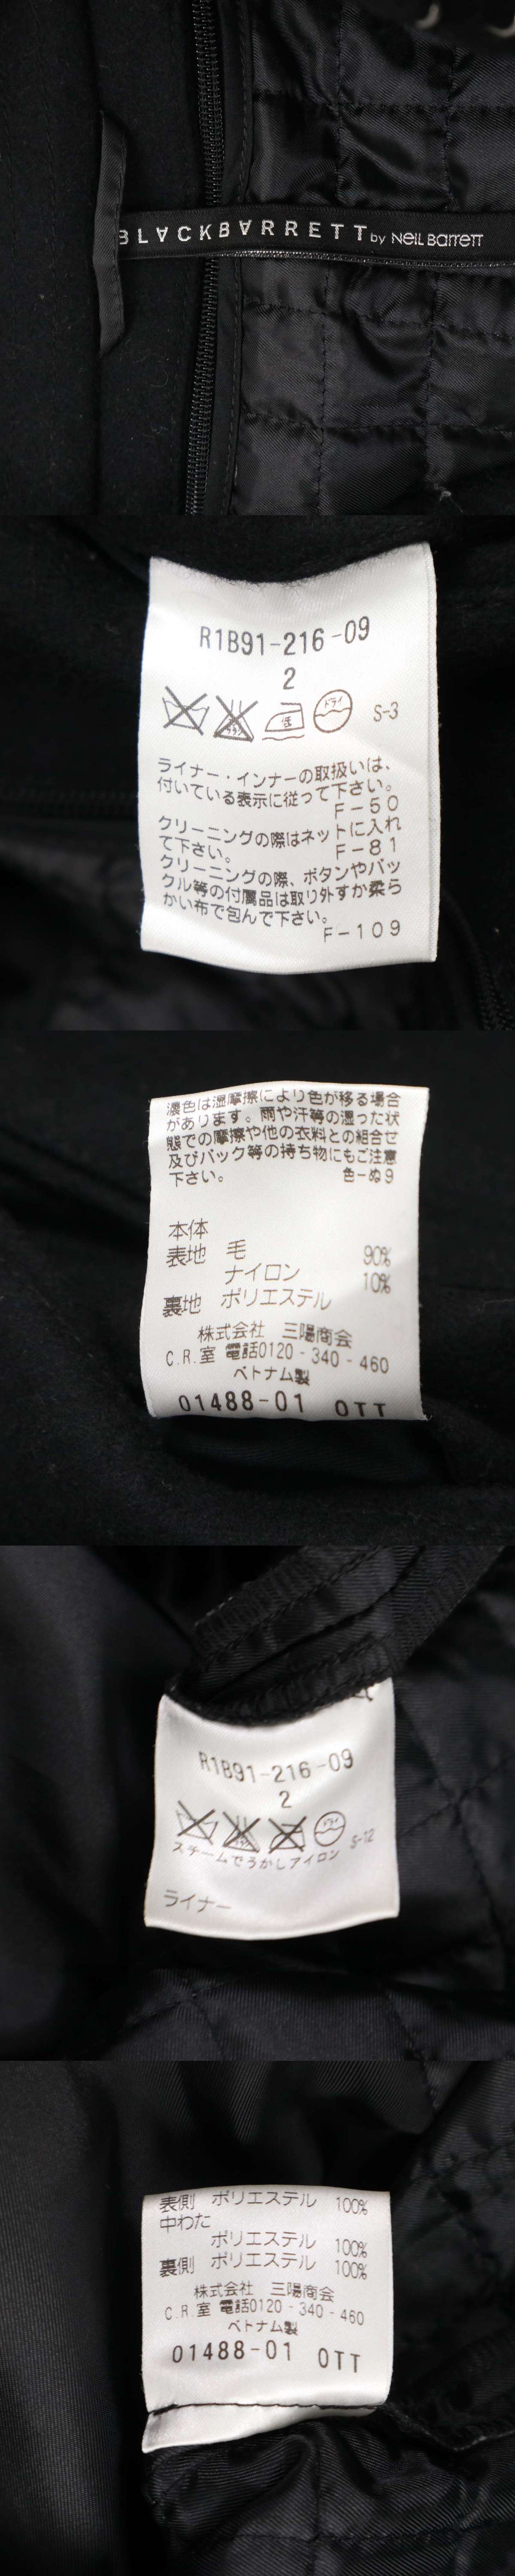 BLACKBARRETT by NEIL BARRETT
R1B91-216-09
2
低 ドライ S-3
ライナー・インナーの取扱いは、
付いている表示に従って下さい。
F-50
クリーニングの際はネットに入れ
て下さい。
F-81
クリーニングの際、ボタンやバッ
クル等の付属品は取り外すか柔ら
かい布で包んで下さい。
F-109
濃色は湿摩擦により色が移る場合
があります。雨や汗等の湿った状
態での摩擦や他の衣料との組合せ
及びバック等の持ち物にもご注意
下さい。 色-ぬ9
本体
表地 毛 90%
ナイロン 10%
裏地 ポリエステル
株式会社 三陽商会
C.R.室 電話0120-340-460
ベトナム製
01488-01 OTT
R1B91-216-09
2
ドライ S-12
スチームでうかしアイロン
ライナー
表側 ポリエステル 100%
中わた
ポリエステル 100%
裏側 ポリエステル 100%
株式会社 三陽商会
C.R.室 電話0120-340-460
ベトナム製
01488-01 OTT